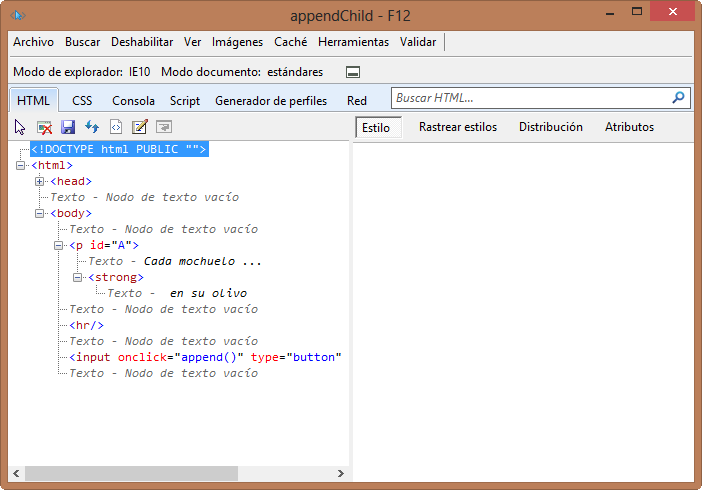 appendChild - F12
Archivo Buscar Deshabilitar Ver Imágenes Caché Herramientas Validar
Modo de explorador: IE10 Modo documento: estándares
HTML CSS Consola Script Generador de perfiles Red Buscar HTML...
Estilo Rastrear estilos Distribución Atributos
<!DOCTYPE html PUBLIC "">
<html>
<head>
Texto - Nodo de texto vacío
<body>
Texto - Nodo de texto vacío
<p id="A">
Texto - Cada mochuelo ...
<strong>
Texto - en su olivo
Texto - Nodo de texto vacío
<hr/>
Texto - Nodo de texto vacío
<input onclick="append()" type="button"
Texto - Nodo de texto vacío